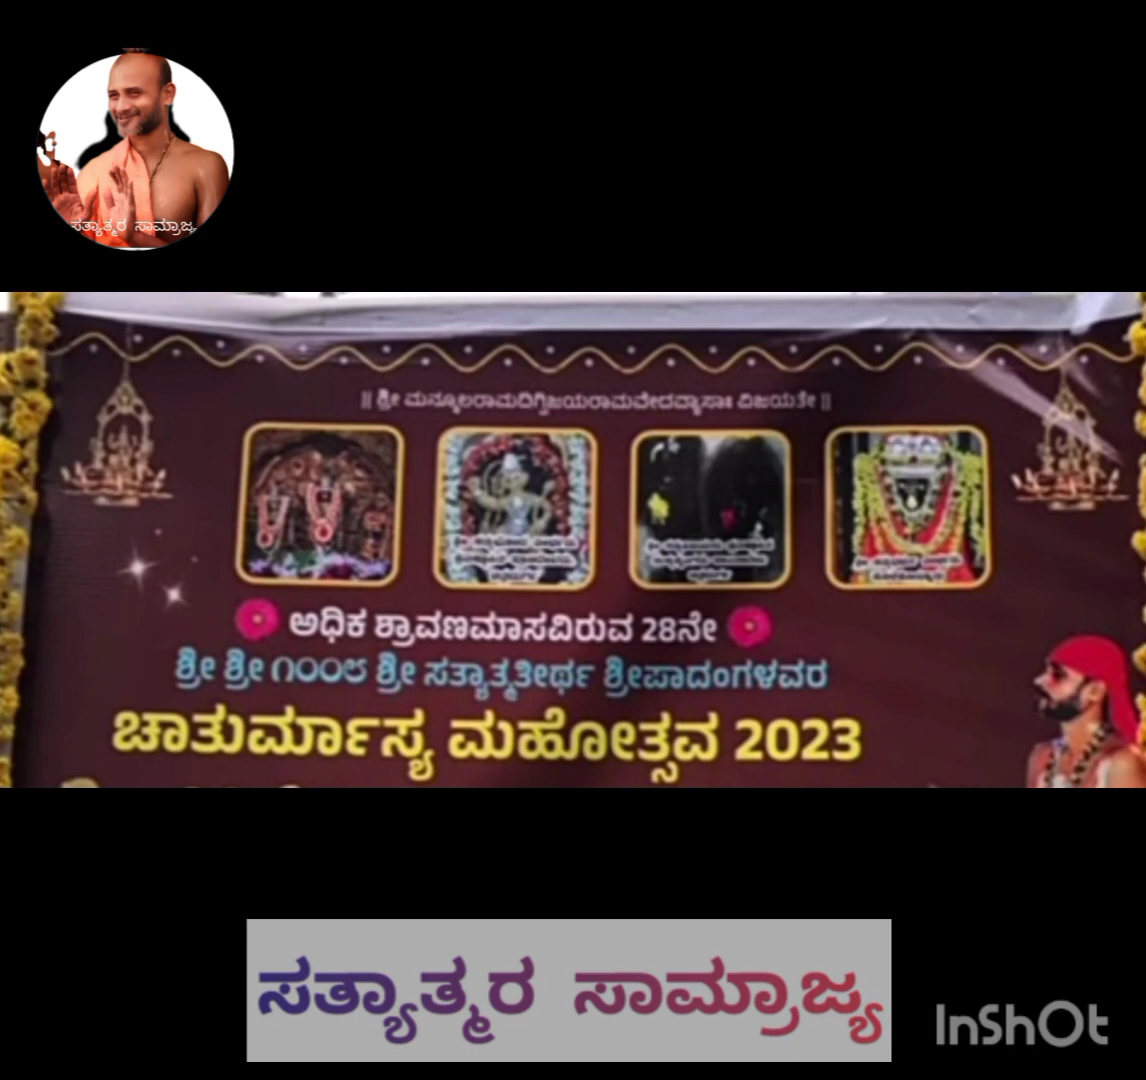 ಸತ್ಯಾತ್ಮರ ಸಾಮ್ರಾಜ್ಯ
|| ಶ್ರೀ ಮನ್ಮೂಲರಾಮದಿಗ್ವಿಜಯರಾಮವೇದವ್ಯಾಸಾಃ ವಿಜಯತೇ ||
ಅಧಿಕ ಶ್ರಾವಣಮಾಸವಿರುವ 28ನೇ
ಶ್ರೀ ಶ್ರೀ ೧೦೦೮ ಶ್ರೀ ಸತ್ಯಾತ್ಮತೀರ್ಥ ಶ್ರೀಪಾದಂಗಳವರ
ಚಾತುರ್ಮಾಸ್ಯ ಮಹೋತ್ಸವ 2023
ಸತ್ಯಾತ್ಮರ ಸಾಮ್ರಾಜ್ಯ
InShOt